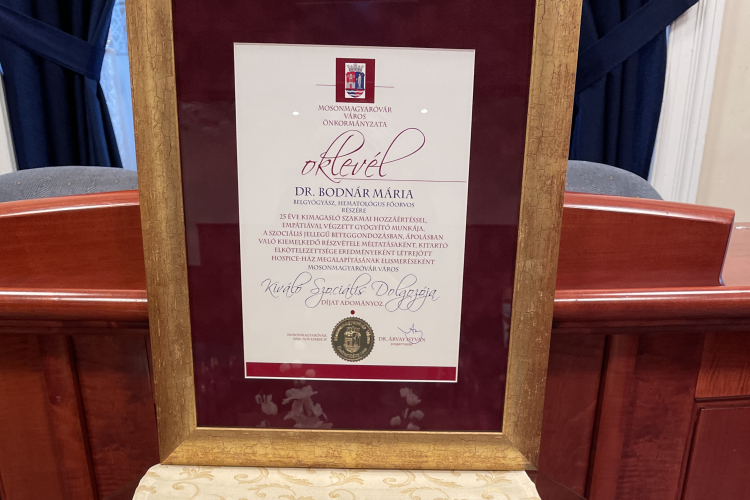 MOSONMAGYARÓVÁR
VÁROS
ÖNKORMÁNYZATA
oklevél
DR. BODNÁR MÁRIA
BELGYÓGYÁSZ, HEMATOLÓGUS FŐORVOS
RÉSZÉRE
25 ÉVE KIMAGASLÓ SZAKMAI HOZZÁÉRTÉSSEL,
EMPÁTIÁVAL VÉGZETT GYÓGYÍTÓ MUNKÁJA,
A SZOCIÁLIS JELLEGŰ BETEGGONDOZÁSBAN, ÁPOLÁSBAN
VALÓ KIEMELKEDŐ RÉSZVÉTELE MÉLTATÁSAKÉNT, KITARTÓ
ELKÖTELEZETTSÉGE EREDMÉNYEKÉNT LÉTREJÖTT
HOSPICE-HÁZ MEGALAPÍTÁSÁNAK ELISMERÉSEKÉNT
MOSONMAGYARÓVÁR VÁROS
Kiváló Szociális Dolgozója
DÍJAT ADOMÁNYOZ
MOSONMAGYARÓVÁR,
DR. ÁRVAY ISTVÁN